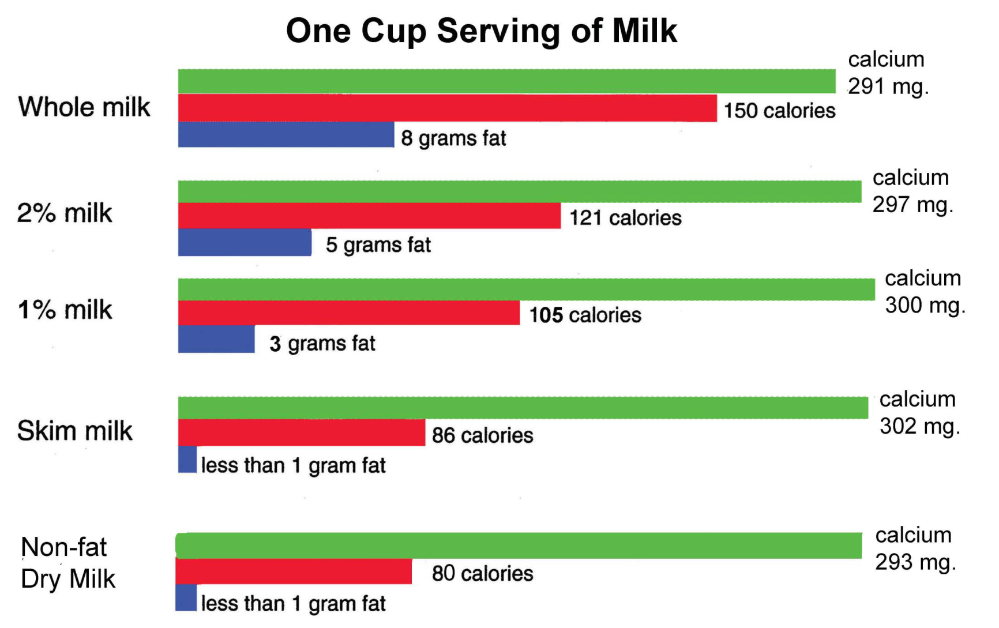 One Cup Serving of Milk
calcium
291 mg.
Whole milk
150 calories
8 grams fat
calcium
297 mg.
2% milk
121 calories
5 grams fat
calcium
300 mg.
1% milk
105 calories
3 grams fat
calcium
302 mg.
Skim milk
86 calories
less than 1 gram fat
calcium
293 mg.
Non-fat
Dry Milk
80 calories
less than 1 gram fat